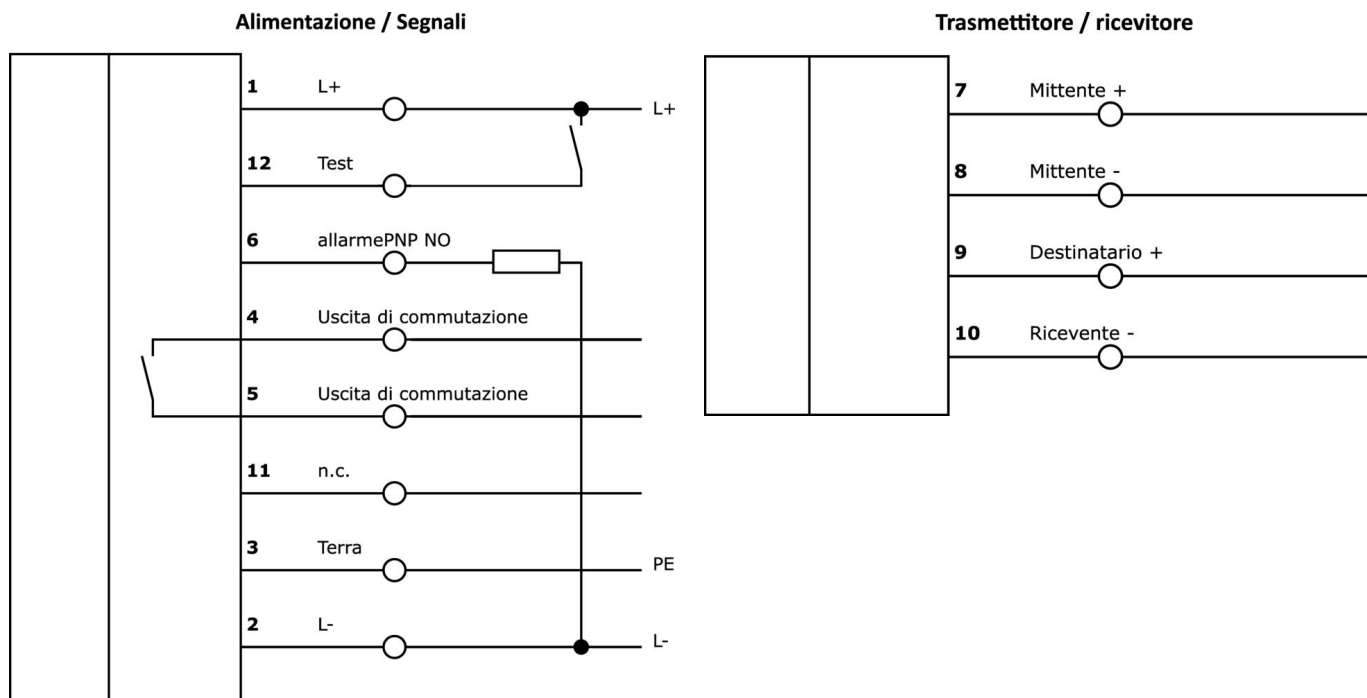 Alimentazione / Segnali
1 L+
L+
12 Test
6 allarmePNP NO
4 Uscita di commutazione
5 Uscita di commutazione
11 n.c.
3 Terra
PE
2 L-
L-
Trasmettitore / ricevitore
7 Mittente +
8 Mittente -
9 Destinatario +
10 Ricevente -